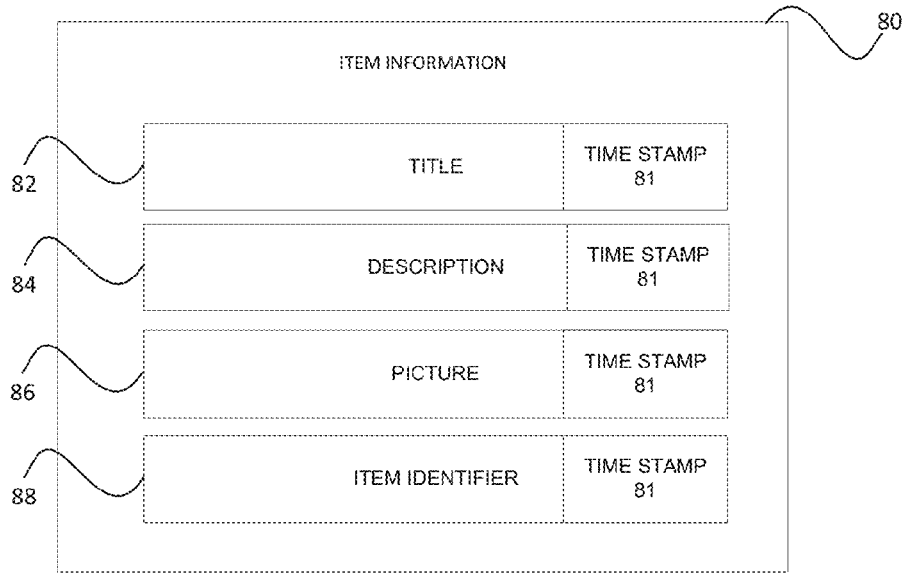 80
ITEM INFORMATION
TITLE
TIME STAMP
81
82
DESCRIPTION
TIME STAMP
81
84
PICTURE
TIME STAMP
81
86
ITEM IDENTIFIER
TIME STAMP
81
88